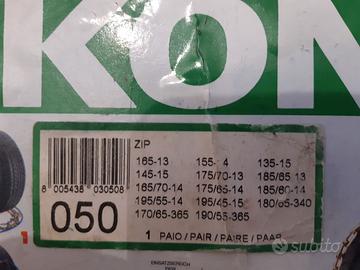 KON
ZIP
165-13 155-14 135-15
145-15 175/70-13 185/65-13
165/70-14 175/65-14 185/60-14
195/55-14 195/45-15 180/65-340
170/65-365 190/55-365
8 005438 030508
050
1 PAIO / PAIR / PAIRE / PAAR
EINSATZBEREICH
subito